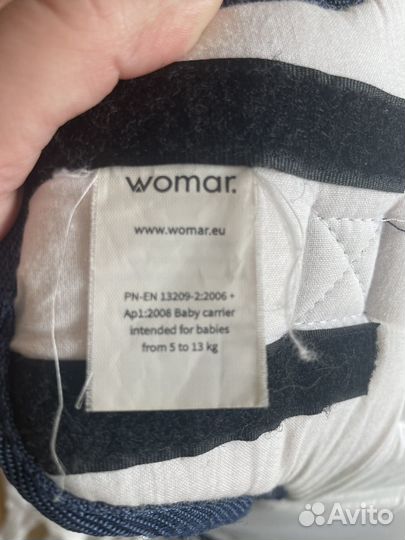 womar.
www.womar.eu
PN-EN 13209-2:2006 +
Ap1:2008 Baby carrier
intended for babies
from 5 to 13 kg
Avito